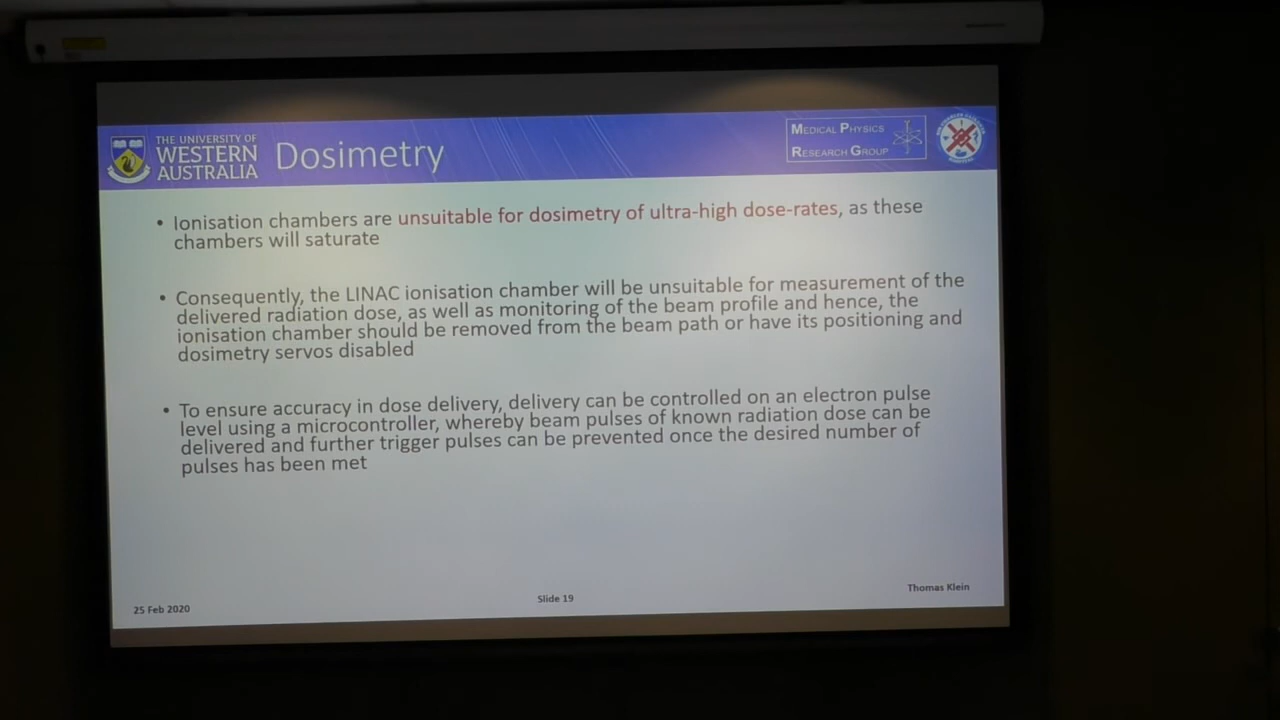 THE UNIVERSITY OF
WESTERN
AUSTRALIA
Dosimetry
MEDICAL PHYSICS
RESEARCH GROUP
• Ionisation chambers are unsuitable for dosimetry of ultra-high dose-rates, as these
chambers will saturate
• Consequently, the LINAC ionisation chamber will be unsuitable for measurement of the
delivered radiation dose, as well as monitoring of the beam profile and hence, the
ionisation chamber should be removed from the beam path or have its positioning and
dosimetry servos disabled
• To ensure accuracy in dose delivery, delivery can be controlled on an electron pulse
level using a microcontroller, whereby beam pulses of known radiation dose can be
delivered and further trigger pulses can be prevented once the desired number of
pulses has been met
25 Feb 2020
Slide 19
Thomas Klein